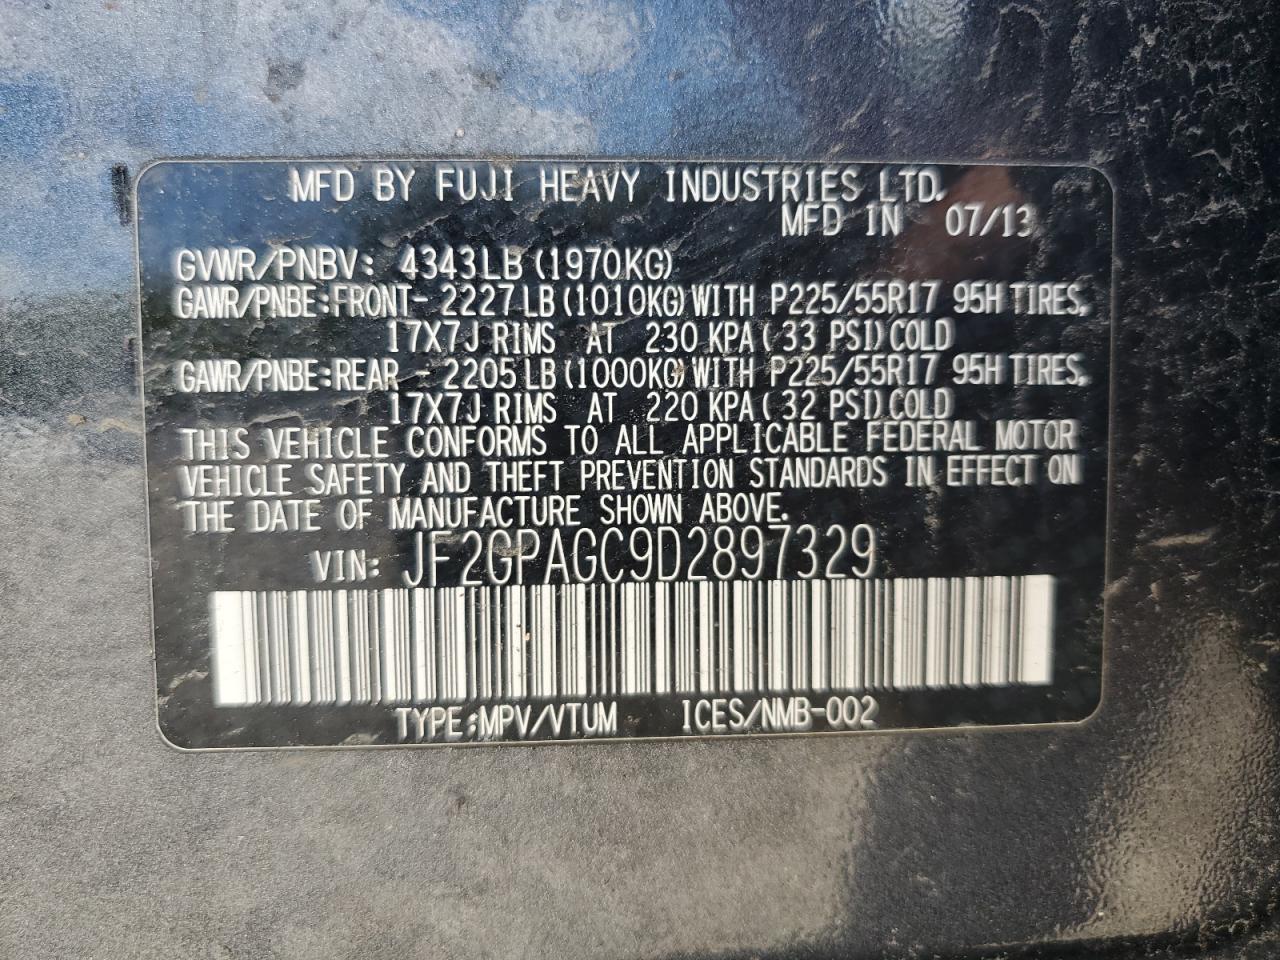 MFD BY FUJI HEAVY INDUSTRIES LTD.
MFD IN 07/13
GVWR/PNBV: 4343LB (1970KG)
GAWR/PNBE:FRONT- 2227LB(1010KG)WITH P225/55R17 95H TIRES,
17X7J RIMS AT 230 KPA( 33 PSI)COLD
GAWR/PNBE:REAR - 2205LB(1000KG)WITH P225/55R17 95H TIRES,
17X7J RIMS AT 220 KPA( 32 PSI)COLD
THIS VEHICLE CONFORMS TO ALL APPLICABLE FEDERAL MOTOR
VEHICLE SAFETY AND THEFT PREVENTION STANDARDS IN EFFECT ON
THE DATE OF MANUFACTURE SHOWN ABOVE.
VIN: JF2GPAGC9D2897329
TYPE:MPV/VTUM ICES/NMB-002